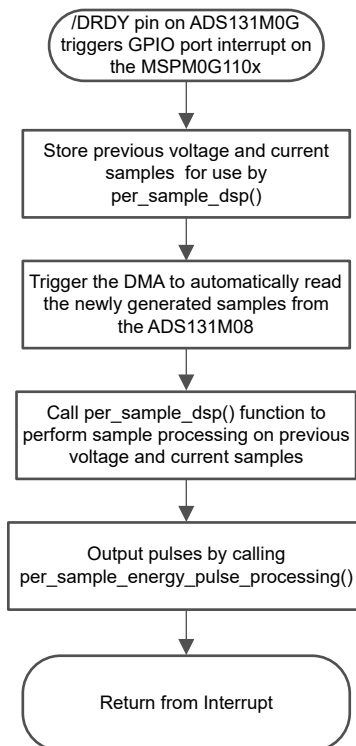 /DRDY pin on ADS131M0G
triggers GPIO port interrupt on
the MSPM0G110x
Store previous voltage and current
samples for use by
per_sample_dsp()
Trigger the DMA to automatically read
the newly generated samples from
the ADS131M08
Call per_sample_dsp() function to
perform sample processing on previous
voltage and current samples
Output pulses by calling
per_sample_energy_pulse_processing()
Return from Interrupt